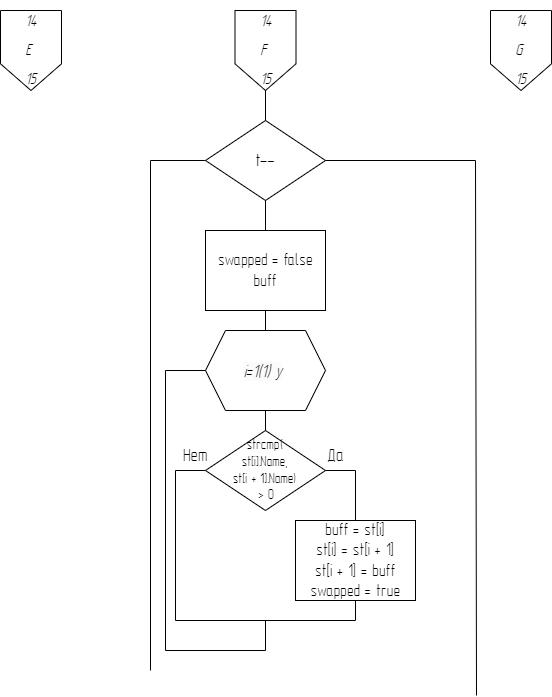 14
E
15
14
F
15
14
G
15
t--
swapped = false
buff
i=1(1) y
Нет
Да
strcmp(
st[i].Name,
st[i + 1].Name)
> 0
buff = st[i]
st[i] = st[i + 1]
st[i + 1] = buff
swapped = true